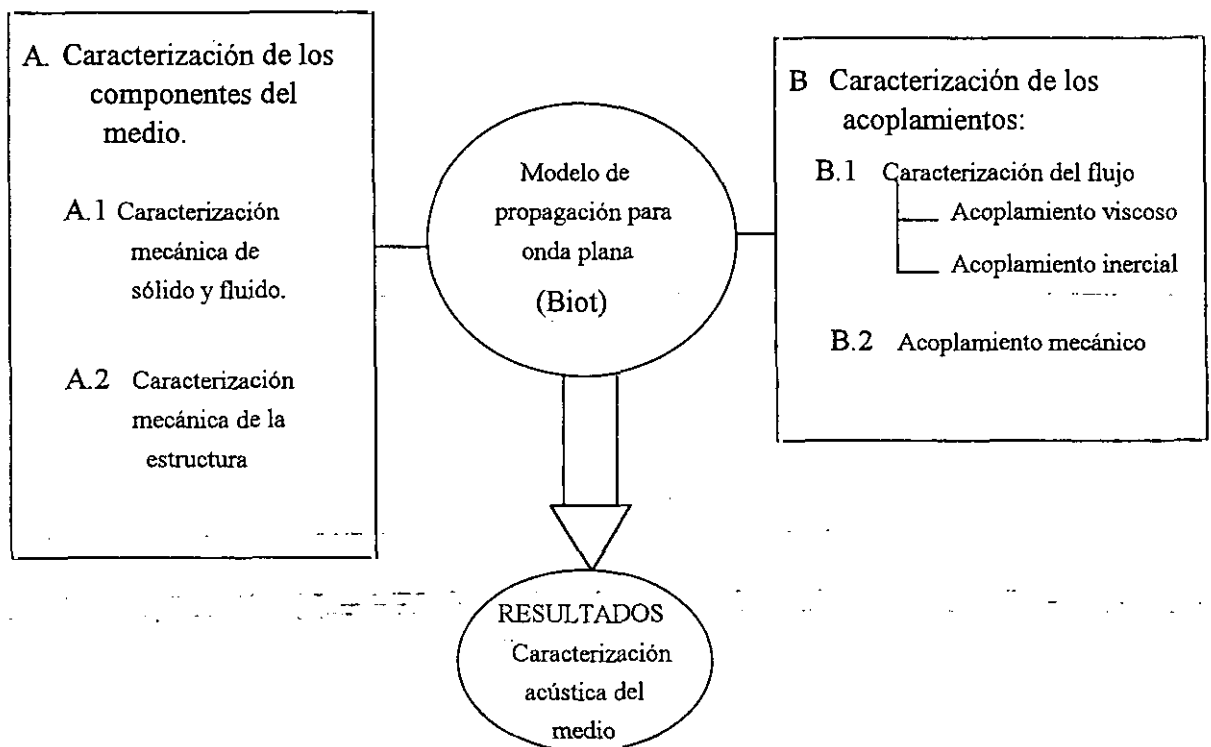 A. Caracterización de los
componentes del
medio.
A.1 Caracterización
mecánica de
sólido y fluido.
A.2 Caracterización
mecánica de la
estructura
Modelo de
propagación para
onda plana
(Biot)
B Caracterización de los
acoplamientos:
B.1 Caracterización del flujo
Acoplamiento viscoso
Acoplamiento inercial
B.2 Acoplamiento mecánico
RESULTADOS
Caracterización
acústica del
medio